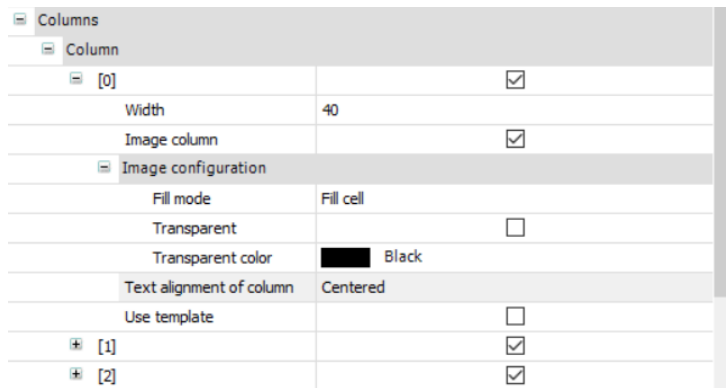 Columns
Column
[0]
Width 40
Image column
Image configuration
Fill mode Fill cell
Transparent
Transparent color Black
Text alignment of column Centered
Use template
[1]
[2]